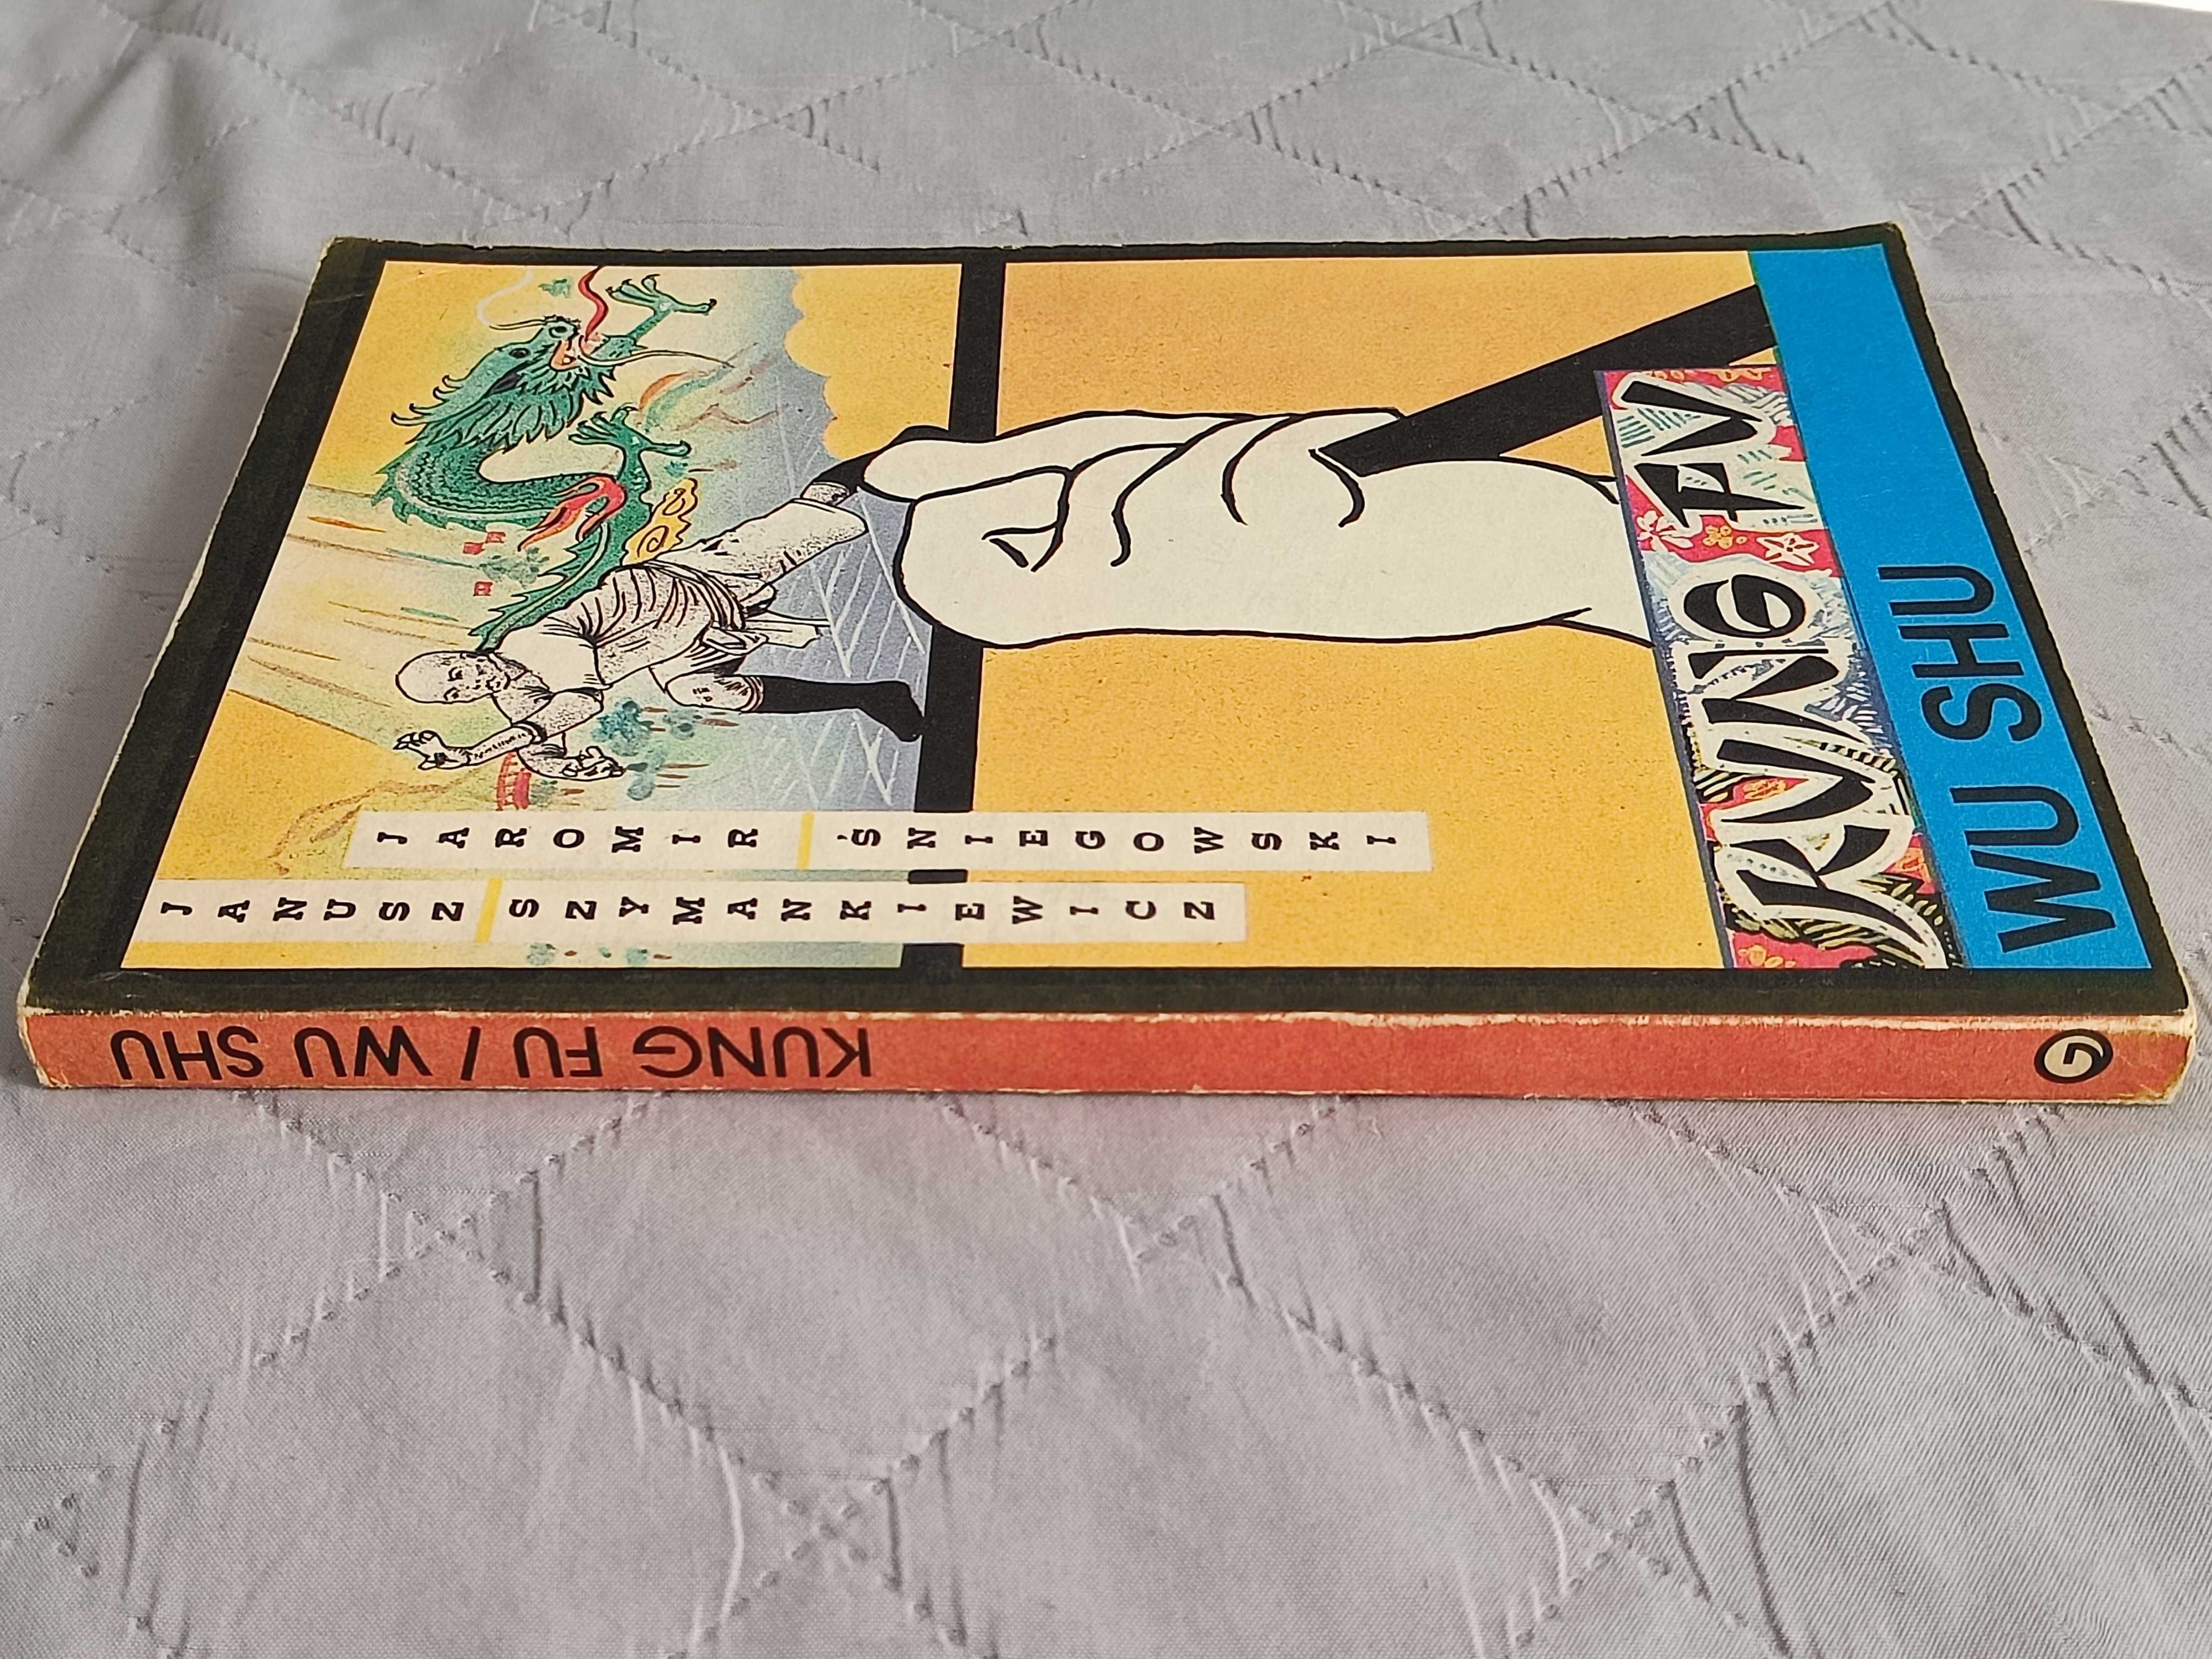 JANUSZ SZYMANKIEWICZ
JAROMIR ŚNIEGOWSKI
KUNG FU
WU SHU
KUNG FU / WU SHU
G